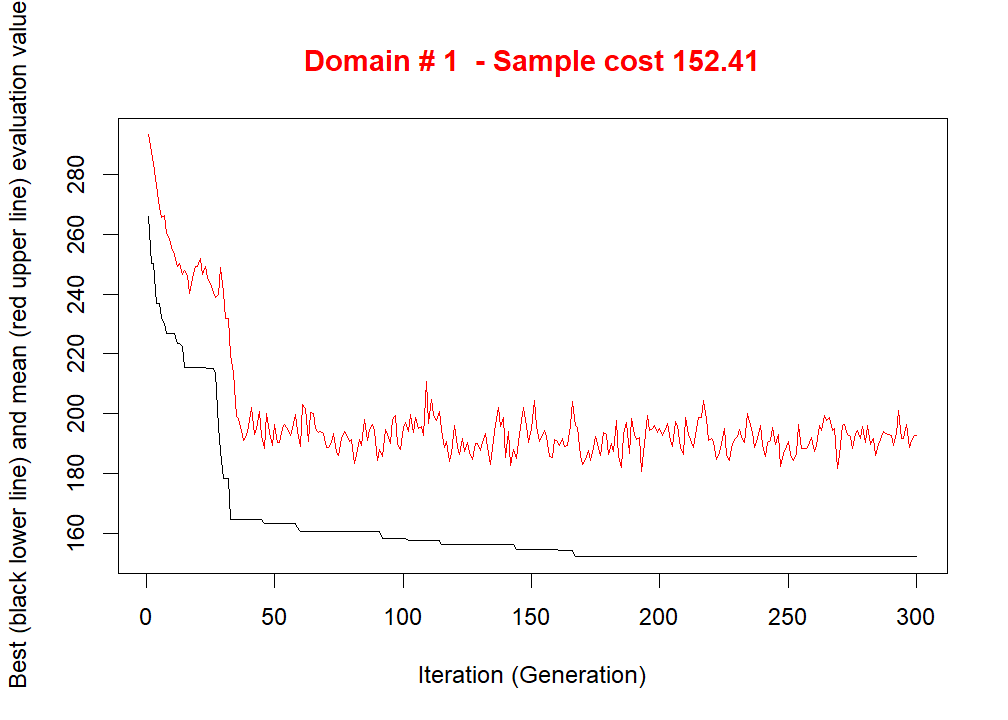 Domain # 1  - Sample cost 152.41
Best (black lower line) and mean (red upper line) evaluation value
280
260
240
220
200
180
160
0 50 100 150 200 250 300
Iteration (Generation)